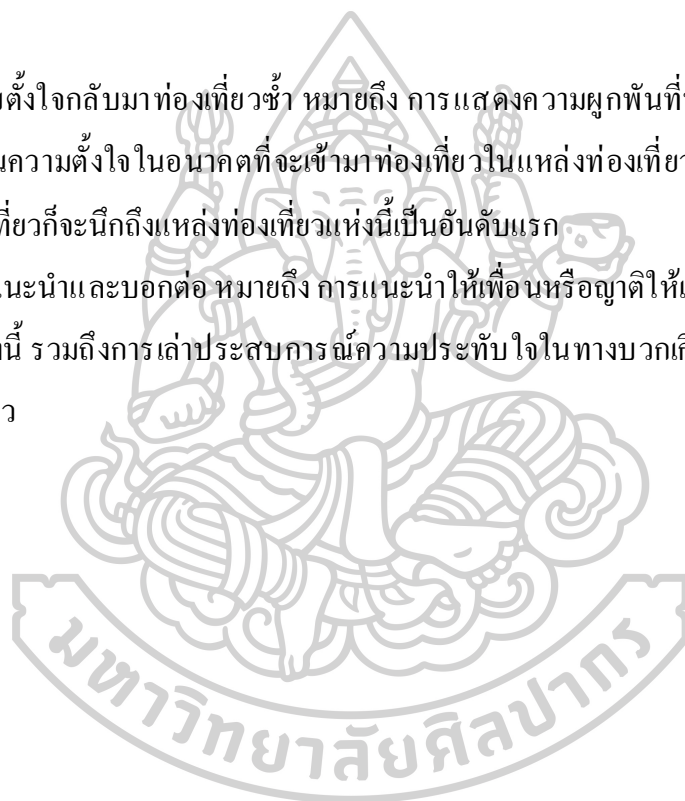 ตั้งใจกลับมาท่องเที่ยวซ้ำ หมายถึง การแสดงความผูกพันที่
ความตั้งใจในอนาคตที่จะเข้ามาท่องเที่ยวในแหล่งท่องเที่ยว
ก็จะนึกถึงแหล่งท่องเที่ยวแห่งนี้เป็นอันดับแรก
แนะนำและบอกต่อ หมายถึง การแนะนำให้เพื่อนหรือญาติให้
นี้ รวมถึงการเล่าประสบการณ์ความประทับใจในทางบวก
มหาวิทยาลัยศิลปากร